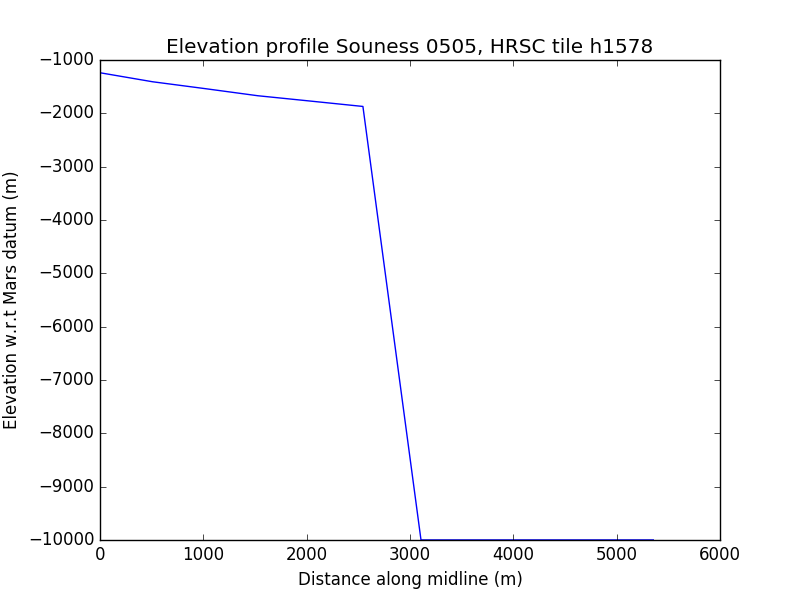 Elevation profile Souness 0505, HRSC tile h1578
−1000
−2000
−3000
−4000
−5000
−6000
−7000
−8000
−9000
−10000
Elevation w.r.t Mars datum (m)
0 1000 2000 3000 4000 5000 6000
Distance along midline (m)